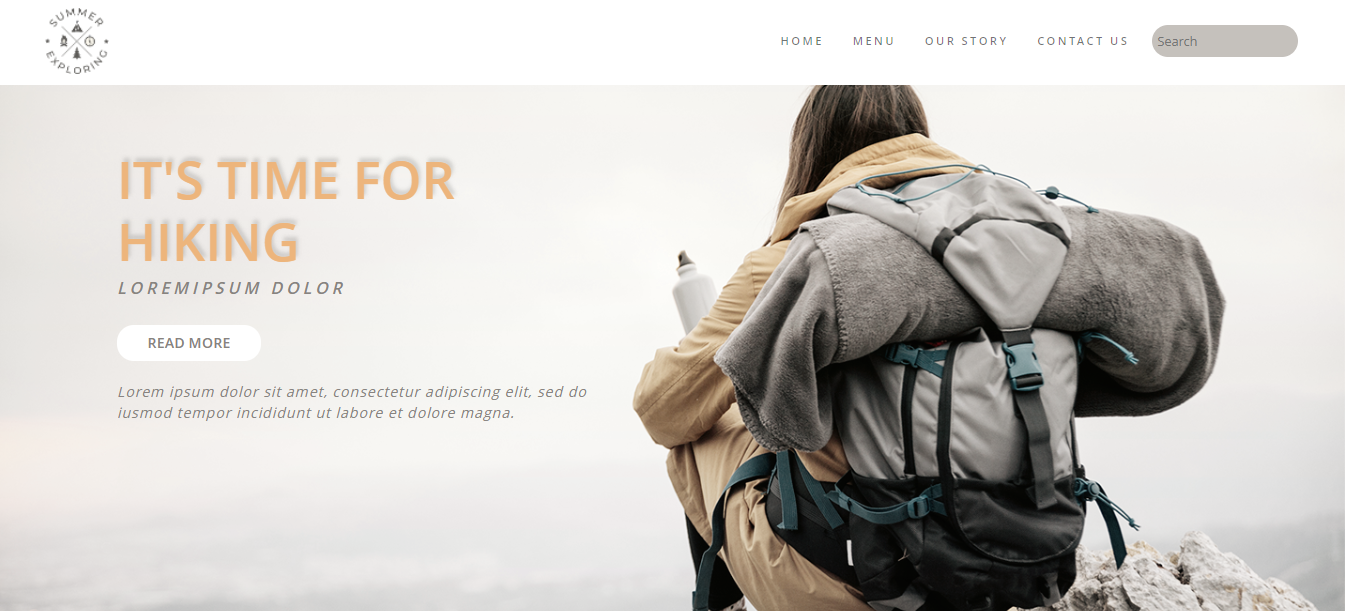 SUMMER
EXPLORING
HOME MENU OUR STORY CONTACT US Search
IT'S TIME FOR
HIKING
LOREMIPSUM DOLOR
READ MORE
Lorem ipsum dolor sit amet, consectetur adipiscing elit, sed do
iusmod tempor incididunt ut labore et dolore magna.